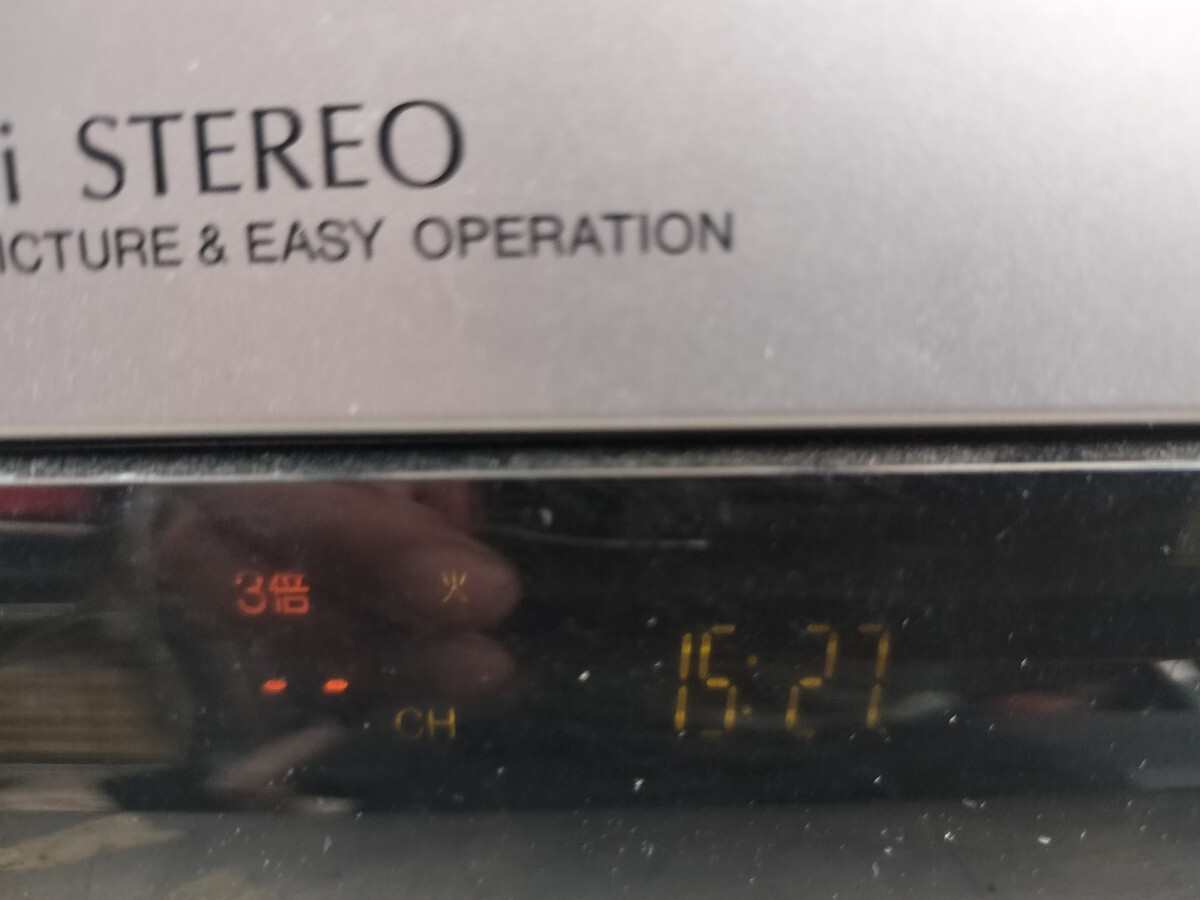 i STEREO
ICTURE & EASY OPERATION
3倍 火
-- CH 15:27